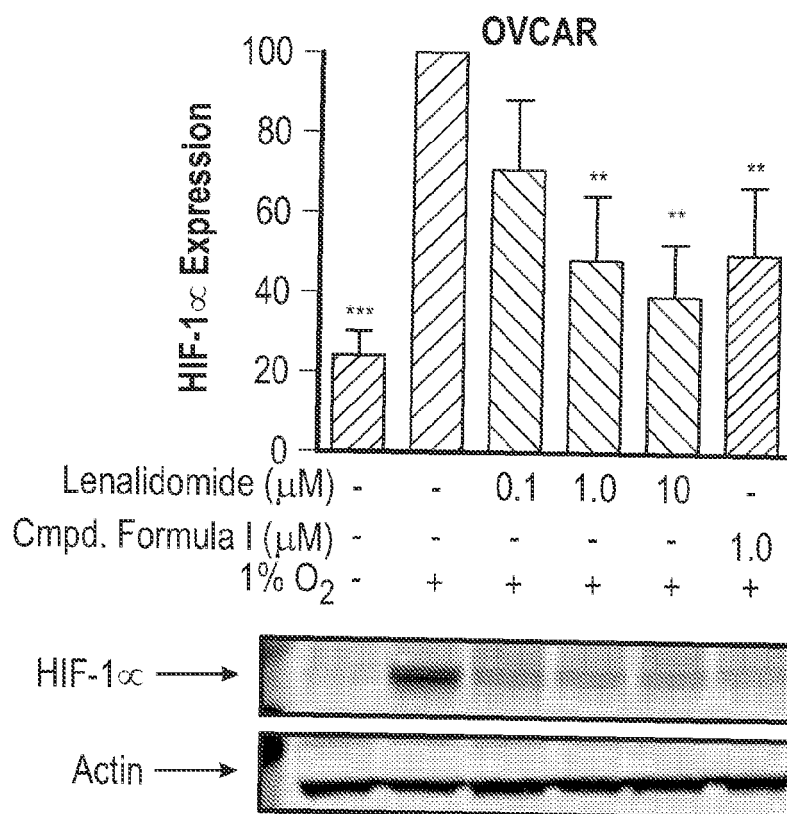 OVCAR
HIF-1∝ Expression
100
80
60
40
20
0
***
**
**
**
Lenalidomide (μM) - - 0.1 1.0 10 -
Cmpd. Formula I (μM) - - - - - 1.0
1% O2 - + + + + +
HIF-1∝
Actin